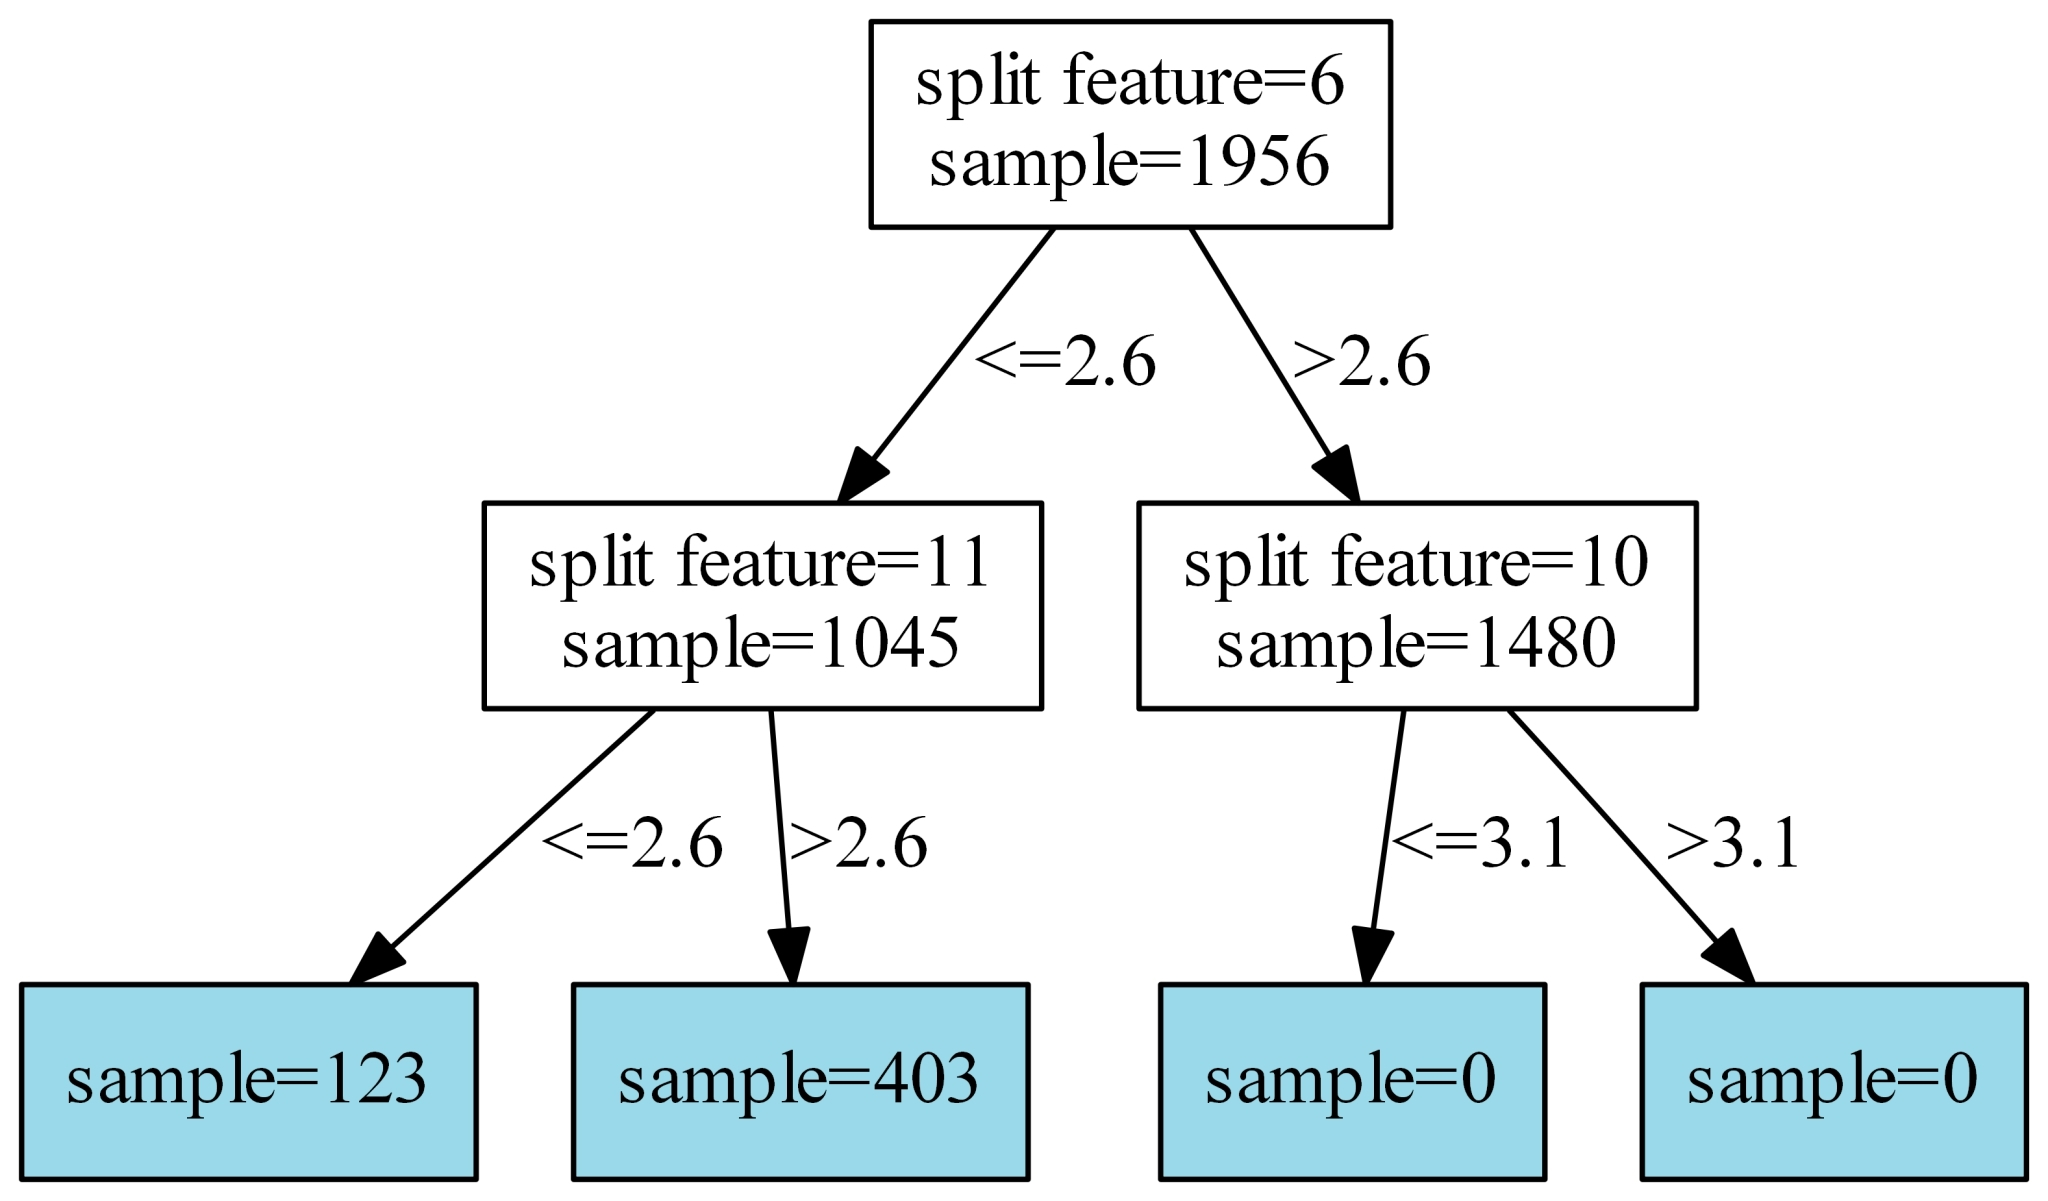 split feature=6
sample=1956
<=2.6
>2.6
split feature=11
sample=1045
split feature=10
sample=1480
<=2.6
>2.6
<=3.1
>3.1
sample=123
sample=403
sample=0
sample=0